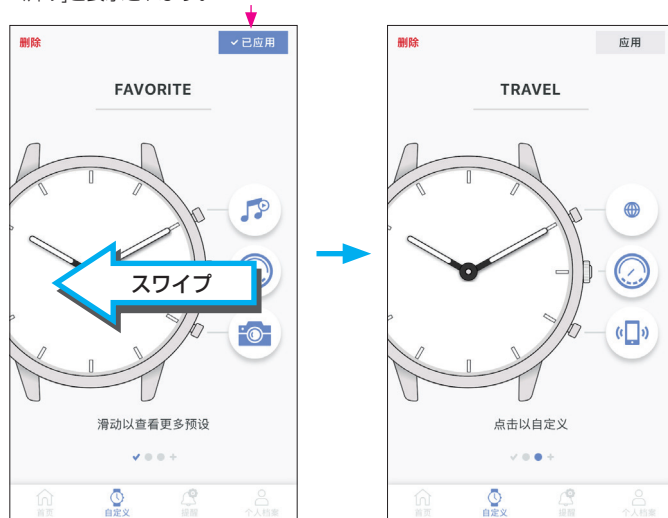 删除
✓已应用
FAVORITE
スワイプ
滑动以查看更多预设
首页
自定义
提醒
个人档案
删除
应用
TRAVEL
点击以自定义
首页
自定义
提醒
个人档案